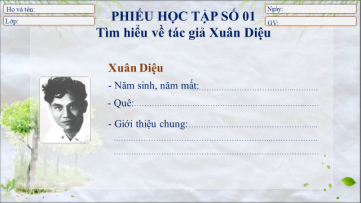 Họ và tên:
Ngày:
Lớp:
GV:
PHIẾU HỌC TẬP SỐ 01
Tìm hiểu về tác giả Xuân Diệu
Xuân Diệu
- Năm sinh, năm mất:
- Quê:
- Giới thiệu chung: